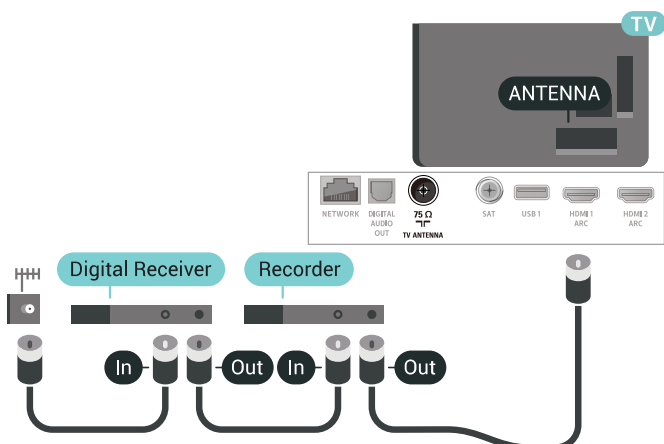 TV
ANTENNA
NETWORK
DIGITAL
AUDIO
OUT
75 Ω
TV ANTENNA
SAT
USB 1
HDMI 1
ARC
HDMI 2
ARC
Digital Receiver
Recorder
In
Out
In
Out